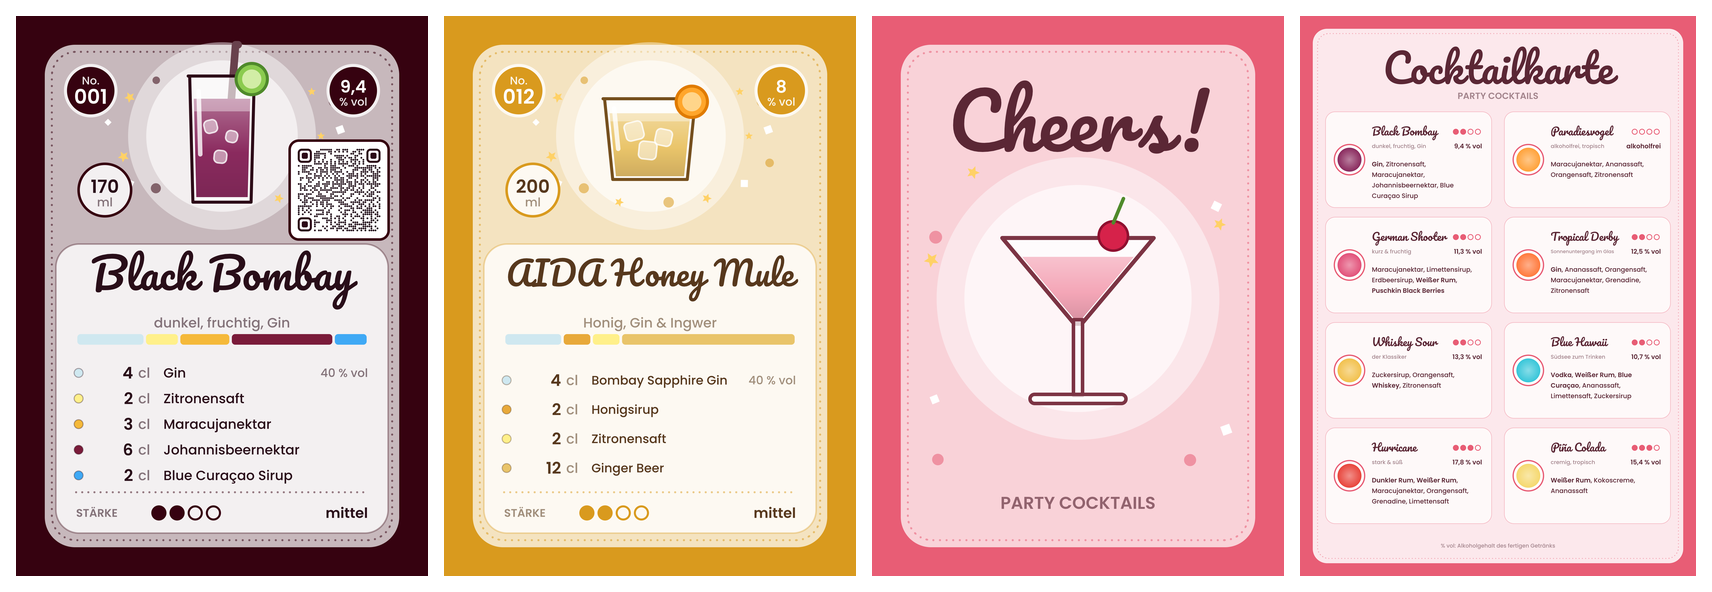 No.
001
9,4
% vol
170
ml
Black Bombay
dunkel, fruchtig, Gin
4 cl Gin 40 % vol
2 cl Zitronensaft
3 cl Maracujanektar
6 cl Johannisbeernektar
2 cl Blue Curaçao Sirup
STÄRKE mittel
No.
012
8
% vol
200
ml
AIDA Honey Mule
Honig, Gin & Ingwer
4 cl Bombay Sapphire Gin 40 % vol
2 cl Honigsirup
2 cl Zitronensaft
12 cl Ginger Beer
STÄRKE mittel
Cheers!
PARTY COCKTAILS
Cocktailkarte
PARTY COCKTAILS
Black Bombay
dunkel, fruchtig, Gin 9,4 % vol
Gin, Zitronensaft,
Maracujanektar,
Johannisbeernektar, Blue
Curaçao Sirup
Paradiesvogel
alkoholfrei, tropisch alkoholfrei
Maracujanektar, Ananassaft,
Orangensaft, Zitronensaft
German Shooter
kurz & fruchtig 11,3 % vol
Maracujanektar, Limettensirup,
Erdbeersirup, Weißer Rum,
Puschkin Black Berries
Tropical Derby
Sonnenuntergang im Glas 12,5 % vol
Gin, Ananassaft, Orangensaft,
Maracujanektar, Grenadine,
Zitronensaft
Whiskey Sour
der Klassiker 13,3 % vol
Zuckersirup, Orangensaft,
Whiskey, Zitronensaft
Blue Hawaii
Südsee zum Trinken 10,7 % vol
Vodka, Weißer Rum, Blue
Curaçao, Ananassaft,
Limettensaft, Zuckersirup
Hurricane
stark & süß 17,8 % vol
Dunkler Rum, Weißer Rum,
Maracujanektar, Orangensaft,
Grenadine, Limettensaft
Piña Colada
cremig, tropisch 15,4 % vol
Weißer Rum, Kokoscreme,
Ananassaft
% vol: Alkoholgehalt des fertigen Getränks